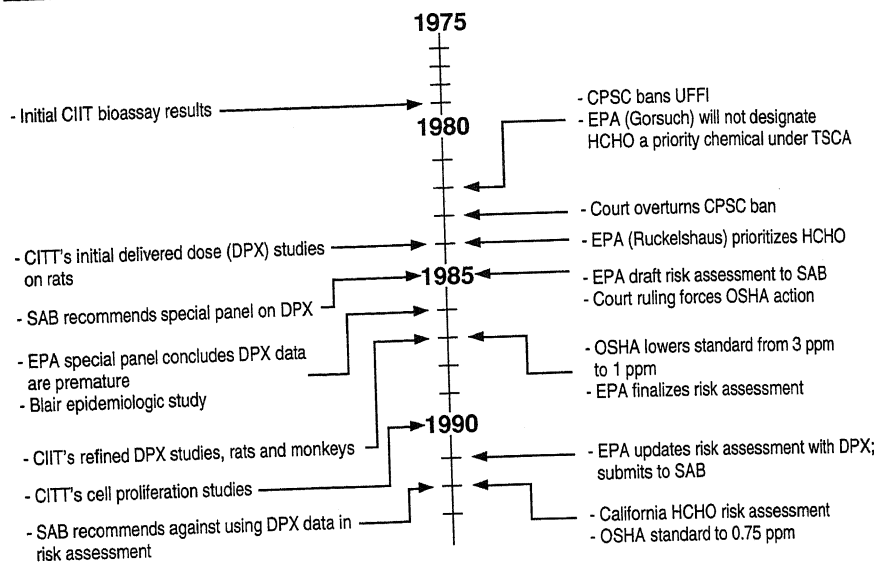 1975
- Initial CIIT bioassay results
- CPSC bans UFFI
- EPA (Gorsuch) will not designate
HCHO a priority chemical under TSCA
1980
- Court overturns CPSC ban
- CITT's initial delivered dose (DPX) studies
on rats
- EPA (Ruckelshaus) prioritizes HCHO
1985
- EPA draft risk assessment to SAB
- Court ruling forces OSHA action
- SAB recommends special panel on DPX
- EPA special panel concludes DPX data
are premature
- Blair epidemiologic study
- OSHA lowers standard from 3 ppm
to 1 ppm
- EPA finalizes risk assessment
1990
- CIIT's refined DPX studies, rats and monkeys
- EPA updates risk assessment with DPX;
submits to SAB
- CITT's cell proliferation studies
- SAB recommends against using DPX data in
risk assessment
- California HCHO risk assessment
- OSHA standard to 0.75 ppm